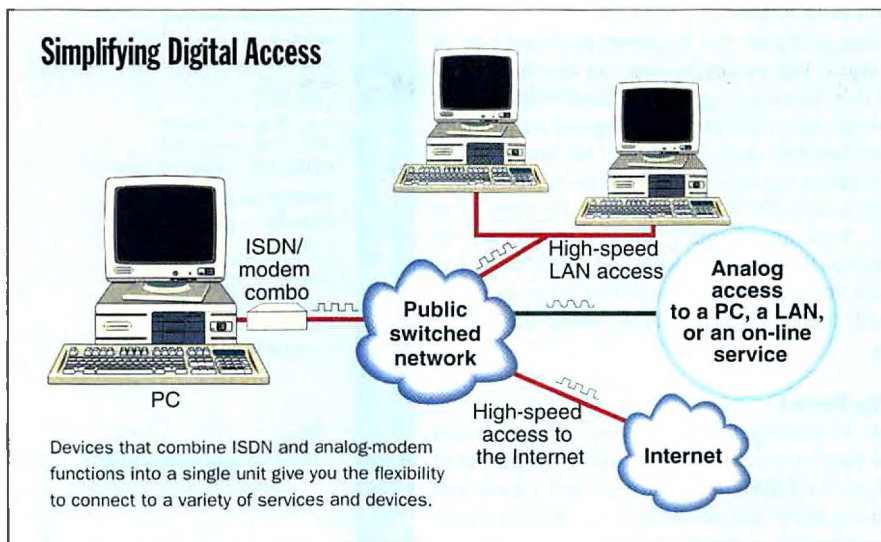 Simplifying Digital Access
ISDN/
modem
combo
PC
Public
switched
network
High-speed
LAN access
Analog
access
to a PC, a LAN,
or an on-line
service
High-speed
access to
the Internet
Internet
Devices that combine ISDN and analog-modem
functions into a single unit give you the flexibility
to connect to a variety of services and devices.